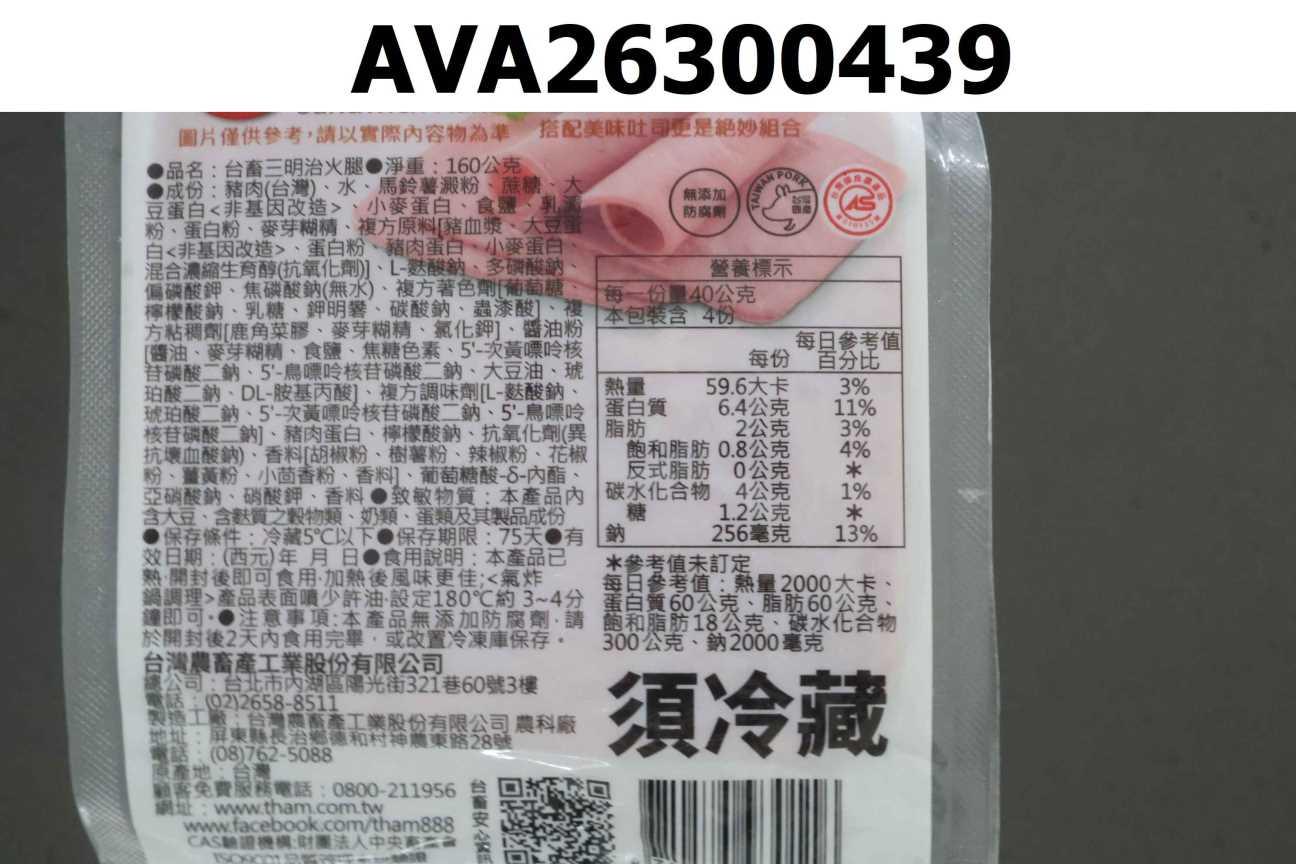 AVA26300439
圖片僅供參考,請以實際內容物為準 搭配美味吐司更是絕妙組合
●品名：台畜三明治火腿●淨重：160公克
●成份：豬肉(台灣)、水、馬鈴薯澱粉、蔗糖、大
豆蛋白<非基因改造>、小麥蛋白、食鹽、乳清
粉、蛋白粉、麥芽糊精、複方原料[豬血漿、大豆蛋
白<非基因改造>、蛋白粉、豬肉蛋白、小麥蛋白、
混合濃縮生育醇(抗氧化劑)]、L-麩酸鈉、多磷酸鈉、
偏磷酸鉀、焦磷酸鈉(無水)、複方著色劑[葡萄糖、
檸檬酸鈉、乳糖、鉀明礬、碳酸鈉、蟲漆酸]、複
方粘稠劑[鹿角菜膠、麥芽糊精、氯化鉀]、醬油粉
[醬油、麥芽糊精、食鹽、焦糖色素、5'-次黃嘌呤核
苷磷酸二鈉、5'-鳥嘌呤核苷磷酸二鈉、大豆油、琥
珀酸二鈉、DL-胺基丙酸]、複方調味劑[L-麩酸鈉、
琥珀酸二鈉、5'-次黃嘌呤核苷磷酸二鈉、5'-鳥嘌呤
核苷磷酸二鈉]、豬肉蛋白、檸檬酸鈉、抗氧化劑(異
抗壞血酸鈉)、香料[胡椒粉、樹薯粉、辣椒粉、花椒
粉、薑黃粉、小茴香粉、香料]、葡萄糖酸-δ-內酯、
亞硝酸鈉、硝酸鉀、香料●致敏物質：本產品內
含大豆、含麩質之穀物類、奶類、蛋類及其製品成份
●保存條件：冷藏5℃以下●保存期限：75天●有
效日期：(西元)年 月 日●食用說明：本產品已
熟‧開封後即可食用‧加熱後風味更佳;<氣炸
鍋調理>產品表面噴少許油‧設定180℃約3~4分
鐘即可。●注意事項:本產品無添加防腐劑‧請
於開封後2天內食用完畢，或改置冷凍庫保存。
台灣農畜產工業股份有限公司
總公司：台北市內湖區陽光街321巷60號3樓
電話：(02)2658-8511
製造工廠：台灣農畜產工業股份有限公司 農科廠
地址：屏東縣長治鄉德和村神農東路28號
電話：(08)762-5088
原產地：台灣
顧客免費服務電話：0800-211956
網址：www.tham.com.tw
www.facebook.com/tham888
CAS驗證機構:財團法人中央畜產會
台畜安心資訊
無添加
防腐劑
TAIWAN PORK
營養標示
每一份量40公克
本包裝含 4份
每份 每日參考值百分比
熱量 59.6大卡 3%
蛋白質 6.4公克 11%
脂肪 2公克 3%
飽和脂肪 0.8公克 4%
反式脂肪 0公克 *
碳水化合物 4公克 1%
糖 1.2公克 *
鈉 256毫克 13%
*參考值未訂定
每日參考值：熱量2000大卡、
蛋白質60公克、脂肪60公克、
飽和脂肪18公克、碳水化合物
300公克、鈉2000毫克
須冷藏